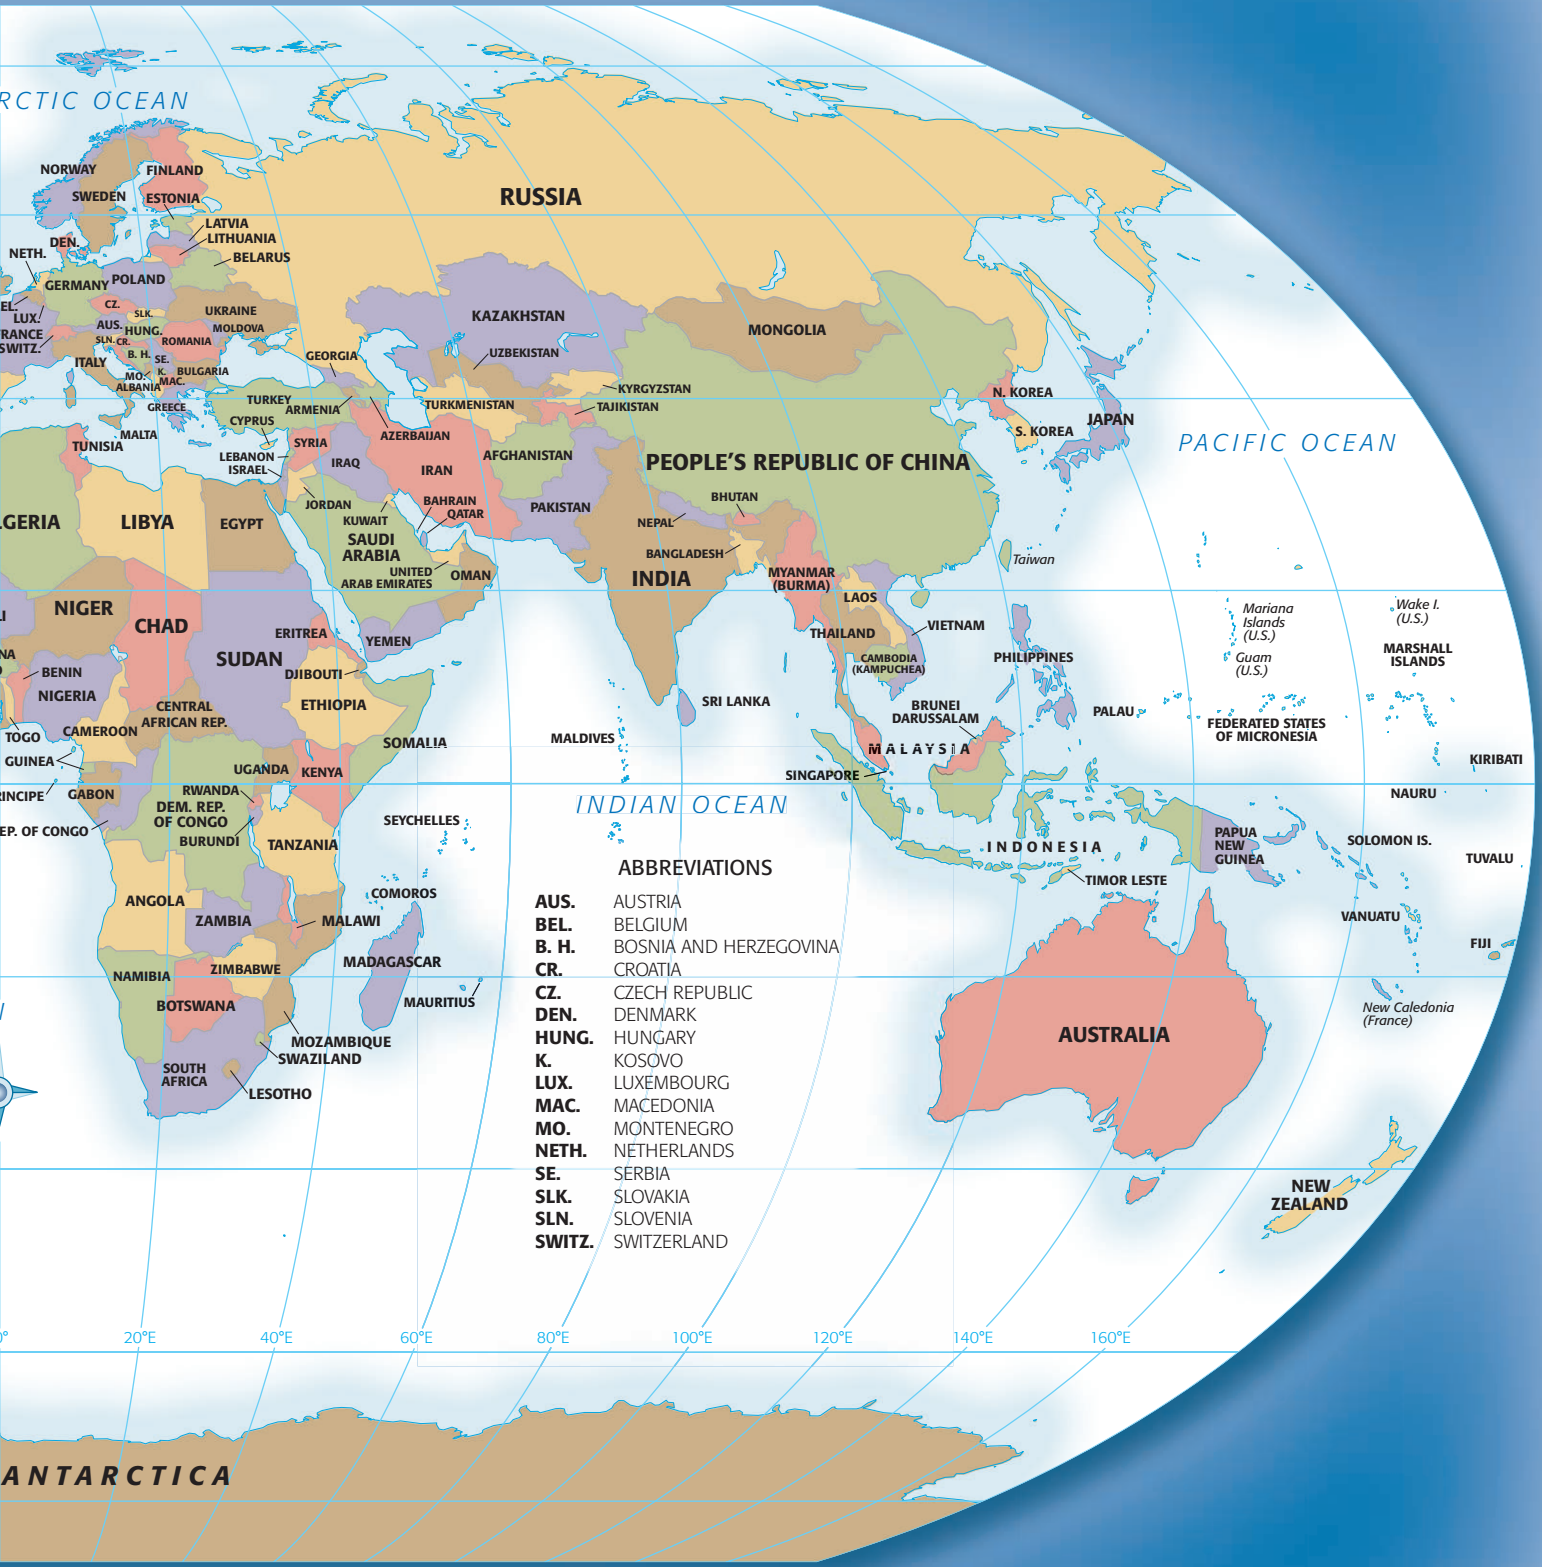 RCTIC OCEAN
NORWAY
FINLAND
SWEDEN
ESTONIA
RUSSIA
LATVIA
LITHUANIA
DEN.
NETH.
BELARUS
POLAND
GERMANY
EL.
LUX.
CZ.
SLK.
UKRAINE
RANCE
AUS.
HUNG.
MOLDOVA
SWITZ.
SLN.
CR.
ROMANIA
KAZAKHSTAN
MONGOLIA
ITALY
B. H.
SE.
GEORGIA
UZBEKISTAN
MO.
K.
BULGARIA
MAC.
ALBANIA
KYRGYZSTAN
N. KOREA
GREECE
TURKEY
ARMENIA
TURKMENISTAN
TAJIKISTAN
CYPRUS
JAPAN
MALTA
AZERBAIJAN
S. KOREA
TUNISIA
SYRIA
PACIFIC OCEAN
LEBANON
ISRAEL
IRAQ
IRAN
AFGHANISTAN
PEOPLE'S REPUBLIC OF CHINA
JORDAN
BAHRAIN
QATAR
PAKISTAN
BHUTAN
LGERIA
LIBYA
EGYPT
KUWAIT
NEPAL
SAUDI
ARABIA
BANGLADESH
Taiwan
UNITED
ARAB EMIRATES
OMAN
INDIA
MYANMAR
(BURMA)
LAOS
NIGER
CHAD
LI
Mariana
Islands
(U.S.)
Wake I.
(U.S.)
ERITREA
YEMEN
THAILAND
VIETNAM
NA
SUDAN
CAMBODIA
(KAMPUCHEA)
PHILIPPINES
Guam
(U.S.)
MARSHALL
ISLANDS
BENIN
DJIBOUTI
NIGERIA
ETHIOPIA
SRI LANKA
CENTRAL
AFRICAN REP.
BRUNEI
DARUSSALAM
PALAU
TOGO
CAMEROON
FEDERATED STATES
OF MICRONESIA
SOMALIA
MALDIVES
MALAYSIA
GUINEA
UGANDA
KENYA
SINGAPORE
KIRIBATI
RINCIPE
GABON
RWANDA
NAURU
DEM. REP.
OF CONGO
INDIAN OCEAN
EP. OF CONGO
BURUNDI
TANZANIA
SEYCHELLES
INDONESIA
PAPUA
NEW
GUINEA
SOLOMON IS.
TUVALU
TIMOR LESTE
ANGOLA
COMOROS
ZAMBIA
MALAWI
VANUATU
FIJI
NAMIBIA
ZIMBABWE
MADAGASCAR
BOTSWANA
MAURITIUS
New Caledonia
(France)
N
MOZAMBIQUE
SWAZILAND
AUSTRALIA
SOUTH
AFRICA
LESOTHO
NEW
ZEALAND
ABBREVIATIONS
AUS. AUSTRIA
BEL. BELGIUM
B. H. BOSNIA AND HERZEGOVINA
CR. CROATIA
CZ. CZECH REPUBLIC
DEN. DENMARK
HUNG. HUNGARY
K. KOSOVO
LUX. LUXEMBOURG
MAC. MACEDONIA
MO. MONTENEGRO
NETH. NETHERLANDS
SE. SERBIA
SLK. SLOVAKIA
SLN. SLOVENIA
SWITZ. SWITZERLAND
0° 20°E 40°E 60°E 80°E 100°E 120°E 140°E 160°E
ANTARCTICA